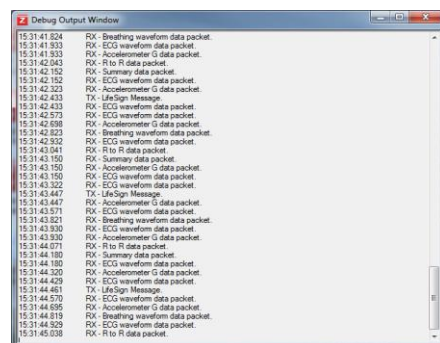 Debug Output Window
15:31:41.824 RX - Breathing waveform data packet.
15:31:41.933 RX - ECG waveform data packet.
15:31:41.933 RX - Accelerometer G data packet.
15:31:42.043 RX - R to R data packet.
15:31:42.152 RX - Summary data packet.
15:31:42.152 RX - ECG waveform data packet.
15:31:42.323 RX - Accelerometer G data packet.
15:31:42.433 TX - LifeSign Message.
15:31:42.433 RX - ECG waveform data packet.
15:31:42.573 RX - ECG waveform data packet.
15:31:42.698 RX - Accelerometer G data packet.
15:31:42.823 RX - Breathing waveform data packet.
15:31:42.932 RX - ECG waveform data packet.
15:31:43.041 RX - R to R data packet.
15:31:43.150 RX - Summary data packet.
15:31:43.150 RX - Accelerometer G data packet.
15:31:43.150 RX - ECG waveform data packet.
15:31:43.322 RX - ECG waveform data packet.
15:31:43.447 TX - LifeSign Message.
15:31:43.447 RX - Accelerometer G data packet.
15:31:43.571 RX - ECG waveform data packet.
15:31:43.821 RX - Breathing waveform data packet.
15:31:43.930 RX - ECG waveform data packet.
15:31:43.930 RX - Accelerometer G data packet.
15:31:44.071 RX - R to R data packet.
15:31:44.180 RX - Summary data packet.
15:31:44.180 RX - ECG waveform data packet.
15:31:44.320 RX - Accelerometer G data packet.
15:31:44.429 RX - ECG waveform data packet.
15:31:44.461 TX - LifeSign Message.
15:31:44.570 RX - ECG waveform data packet.
15:31:44.695 RX - Accelerometer G data packet.
15:31:44.819 RX - Breathing waveform data packet.
15:31:44.929 RX - ECG waveform data packet.
15:31:45.038 RX - R to R data packet.